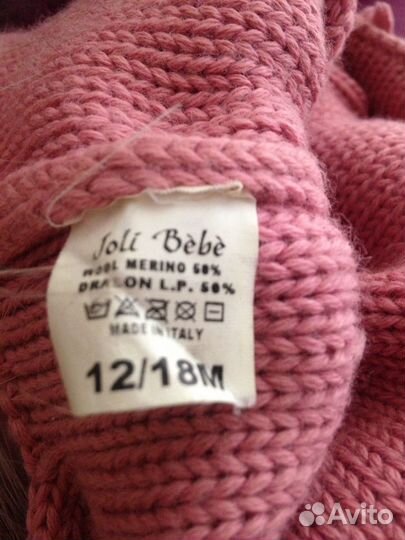 Joli Bèbè
WOOL MERINO 50%
DRALON L.P. 50%
MADE IN ITALY
12/18M
Avito